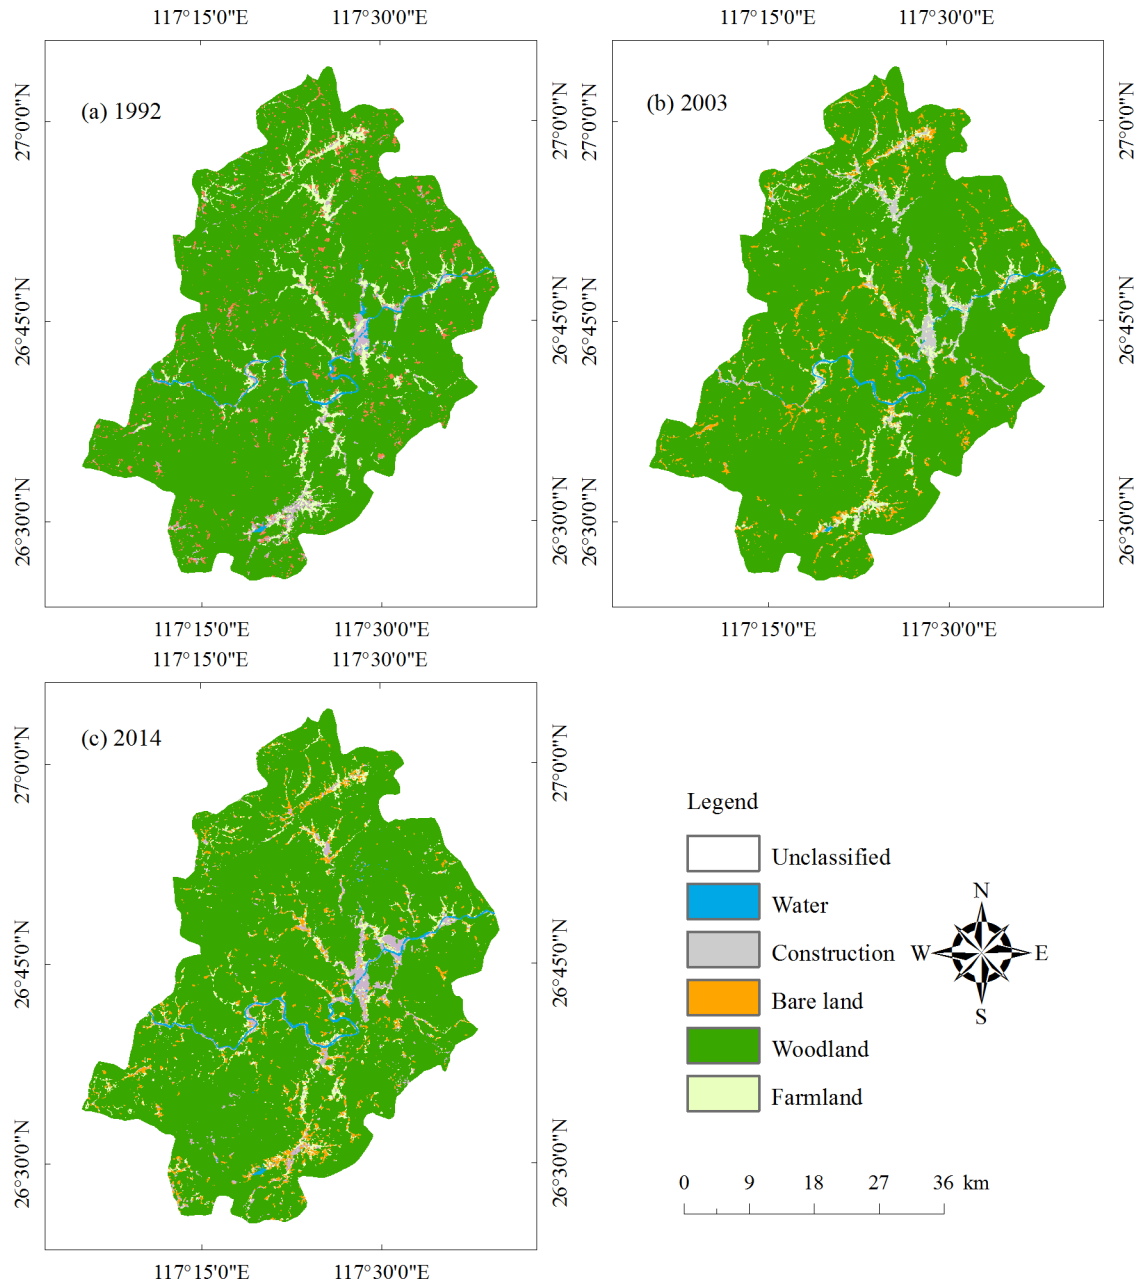 117°15'0"E 117°30'0"E 117°15'0"E 117°30'0"E
(a) 1992
(b) 2003
27°0'0"N 27°0'0"N 27°0'0"N 27°0'0"N
26°45'0"N 26°45'0"N 26°45'0"N 26°45'0"N
26°30'0"N 26°30'0"N 26°30'0"N 26°30'0"N
117°15'0"E 117°30'0"E 117°15'0"E 117°30'0"E
117°15'0"E 117°30'0"E
(c) 2014
27°0'0"N 27°0'0"N
26°45'0"N 26°45'0"N
26°30'0"N 26°30'0"N
117°15'0"E 117°30'0"E
Legend
Unclassified
Water
Construction
Bare land
Woodland
Farmland
N
W E
S
0 9 18 27 36 km